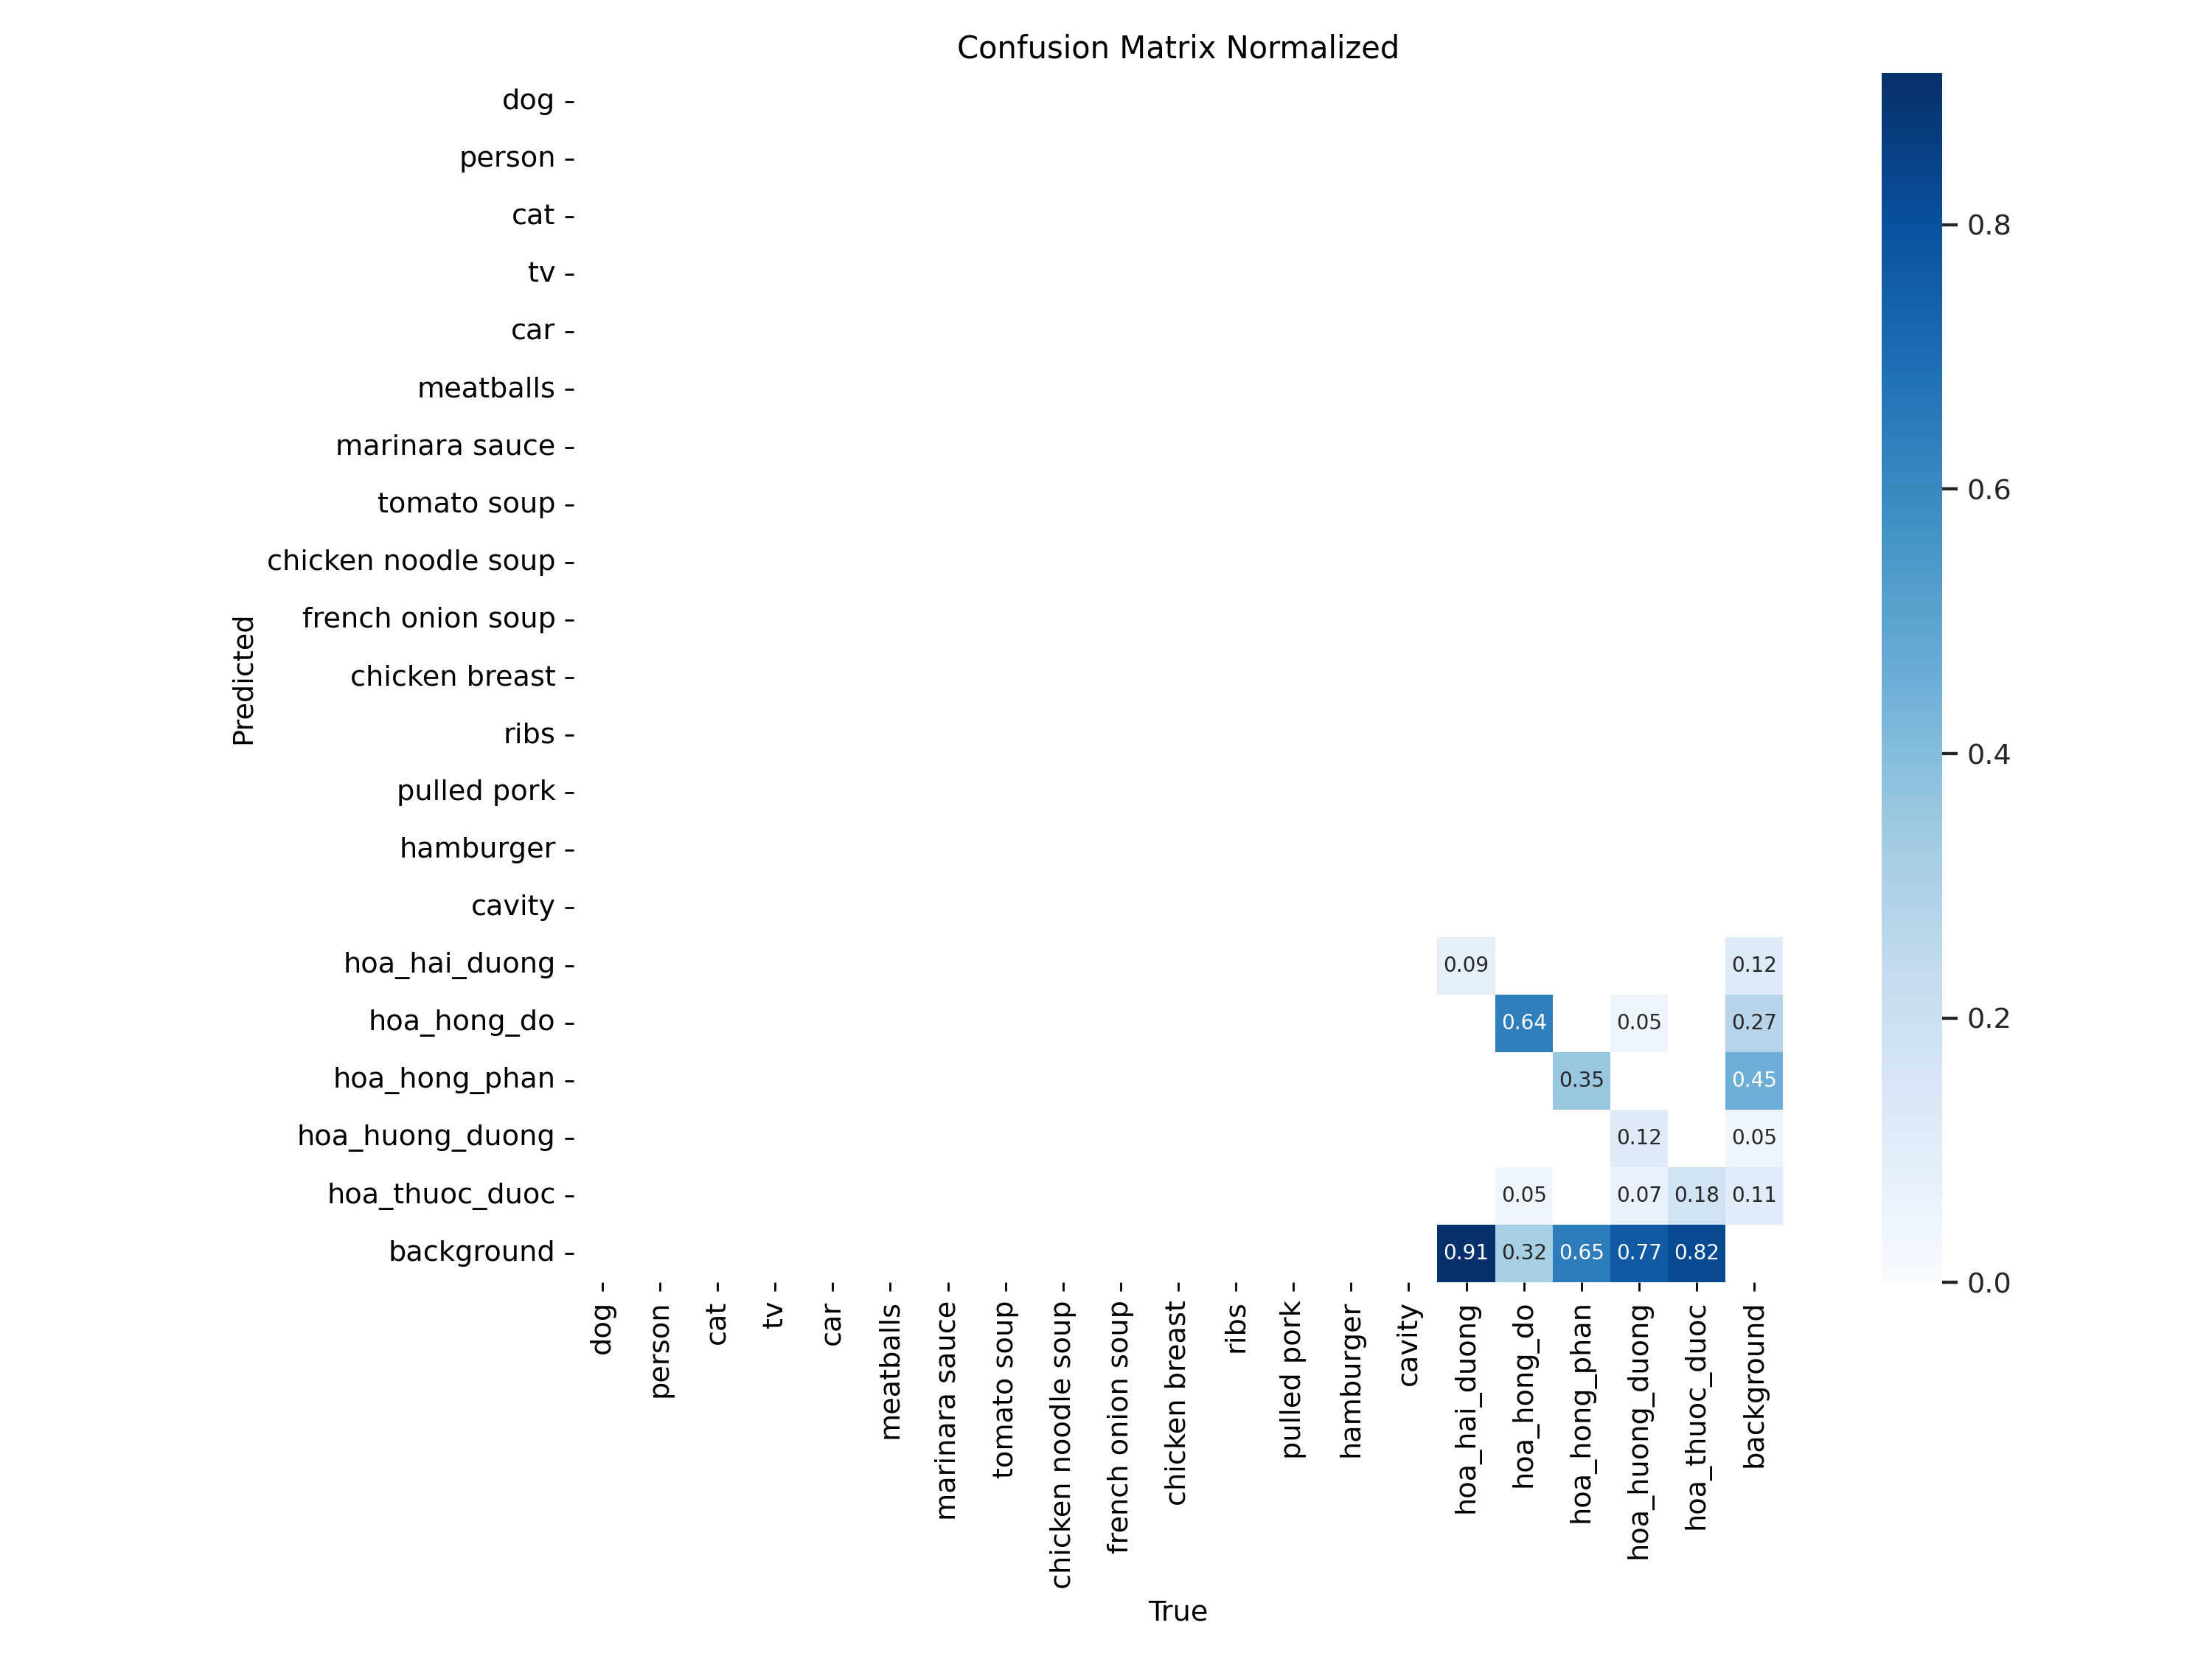 Confusion Matrix Normalized
dog
person
cat
tv
car
meatballs
marinara sauce
tomato soup
chicken noodle soup
french onion soup
chicken breast
ribs
pulled pork
hamburger
cavity
hoa_hai_duong
hoa_hong_do
hoa_hong_phan
hoa_huong_duong
hoa_thuoc_duoc
background
Predicted
0.09 0.12
0.64 0.05 0.27
0.35 0.45
0.12 0.05
0.05 0.07 0.18 0.11
0.91 0.32 0.65 0.77 0.82
dog
person
cat
tv
car
meatballs
marinara sauce
tomato soup
chicken noodle soup
french onion soup
chicken breast
ribs
pulled pork
hamburger
cavity
hoa_hai_duong
hoa_hong_do
hoa_hong_phan
hoa_huong_duong
hoa_thuoc_duoc
background
True
0.8
0.6
0.4
0.2
0.0